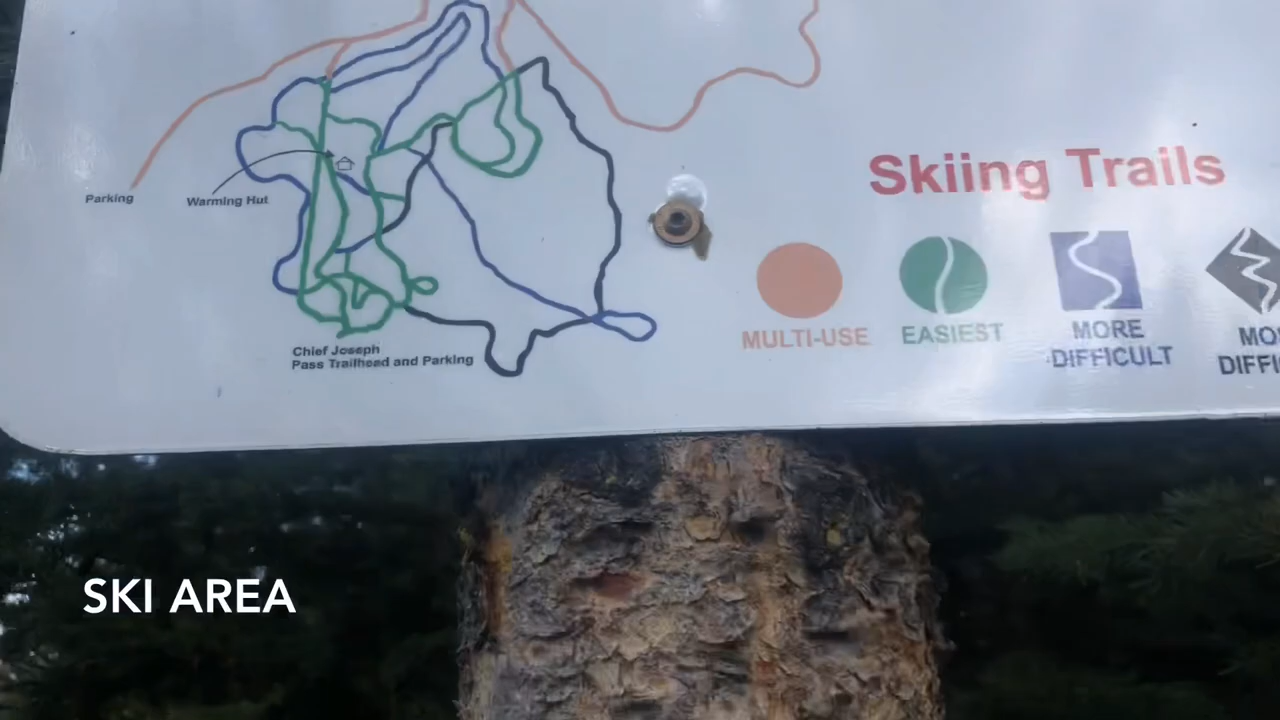 Skiing Trails
Parking
Warming Hut
MULTI-USE
EASIEST
MORE
DIFFICULT
Chief Joseph
Pass Trailhead and Parking
SKI AREA